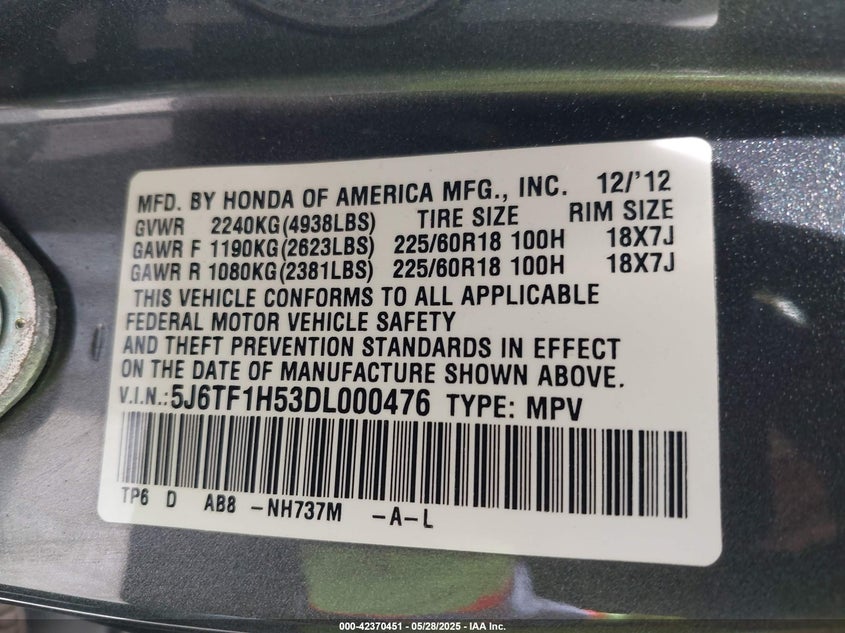 MFD. BY HONDA OF AMERICA MFG., INC. 12/'12
GVWR 2240KG(4938LBS) TIRE SIZE RIM SIZE
GAWR F 1190KG(2623LBS) 225/60R18 100H 18X7J
GAWR R 1080KG(2381LBS) 225/60R18 100H 18X7J
THIS VEHICLE CONFORMS TO ALL APPLICABLE
FEDERAL MOTOR VEHICLE SAFETY
AND THEFT PREVENTION STANDARDS IN EFFECT
ON THE DATE OF MANUFACTURE SHOWN ABOVE.
V.I.N.:5J6TF1H53DL000476 TYPE: MPV
TP6 D AB8 -NH737M -A-L
000-42370451 - 05/28/2025 - IAA Inc.